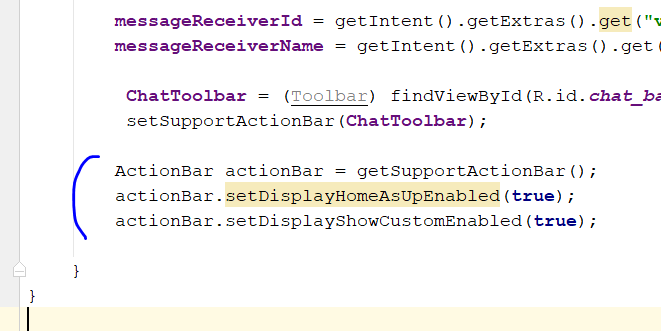 messageReceiverId = getIntent().getExtras().get("
messageReceiverName = getIntent().getExtras().get(
ChatToolbar = (Toolbar) findViewById(R.id.chat_ba
setSupportActionBar(ChatToolbar);
ActionBar actionBar = getSupportActionBar();
actionBar.setDisplayHomeAsUpEnabled(true);
actionBar.setDisplayShowCustomEnabled(true);
}
}